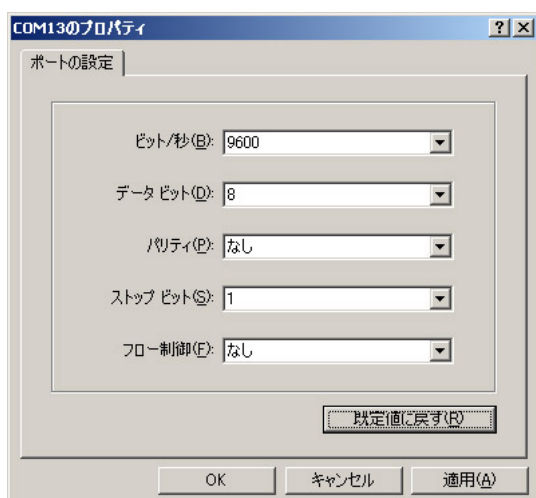 COM13のプロパティ
ポートの設定
ビット/秒(B): 9600
データ ビット(D): 8
パリティ(P): なし
ストップ ビット(S): 1
フロー制御(F): なし
既定値に戻す(R)
OK キャンセル 適用(A)